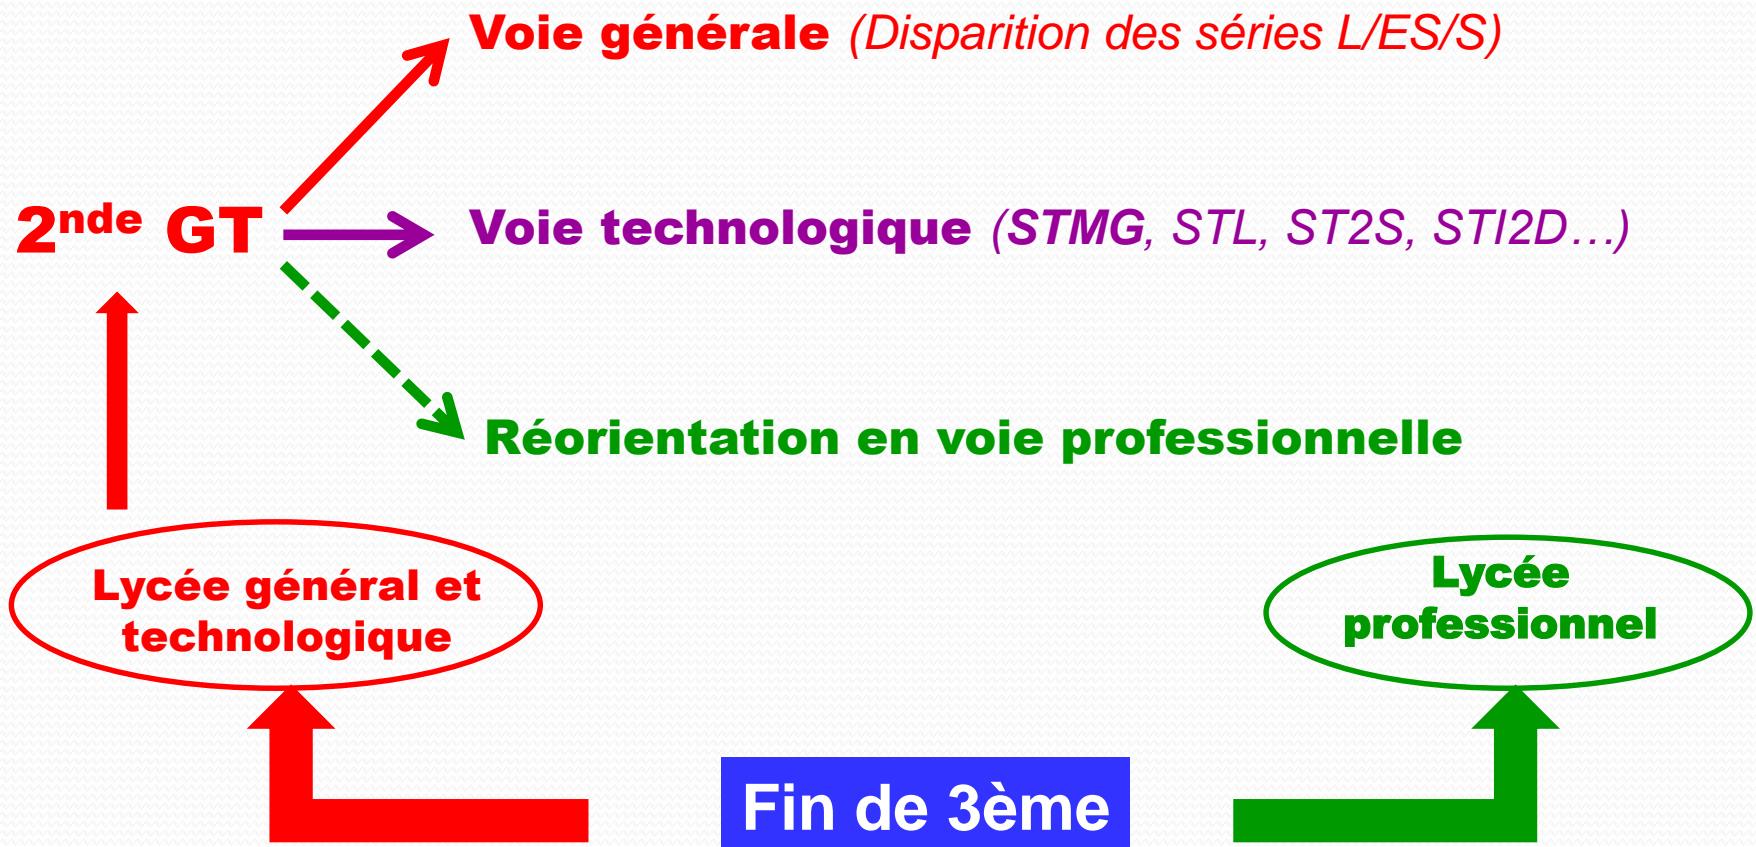 Voie générale (Disparition des séries L/ES/S)
2nde GT
Voie technologique (STMG, STL, ST2S, STI2D…)
Réorientation en voie professionnelle
Lycée général et
technologique
Lycée
professionnel
Fin de 3ème